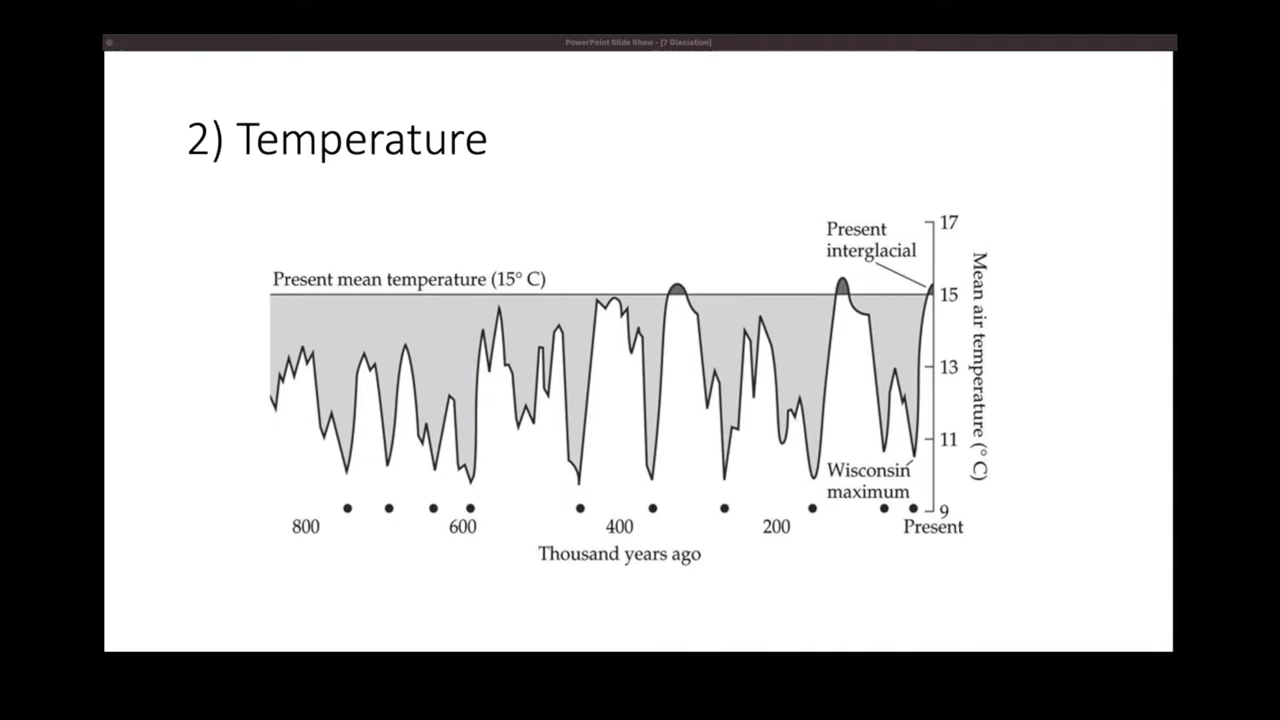 PowerPoint Slide Show - [7 Glaciation]
2) Temperature
Present
interglacial
Present mean temperature (15° C)
17
15
13
11
9
Mean air temperature (° C)
Wisconsin
maximum
800
600
400
200
Present
Thousand years ago